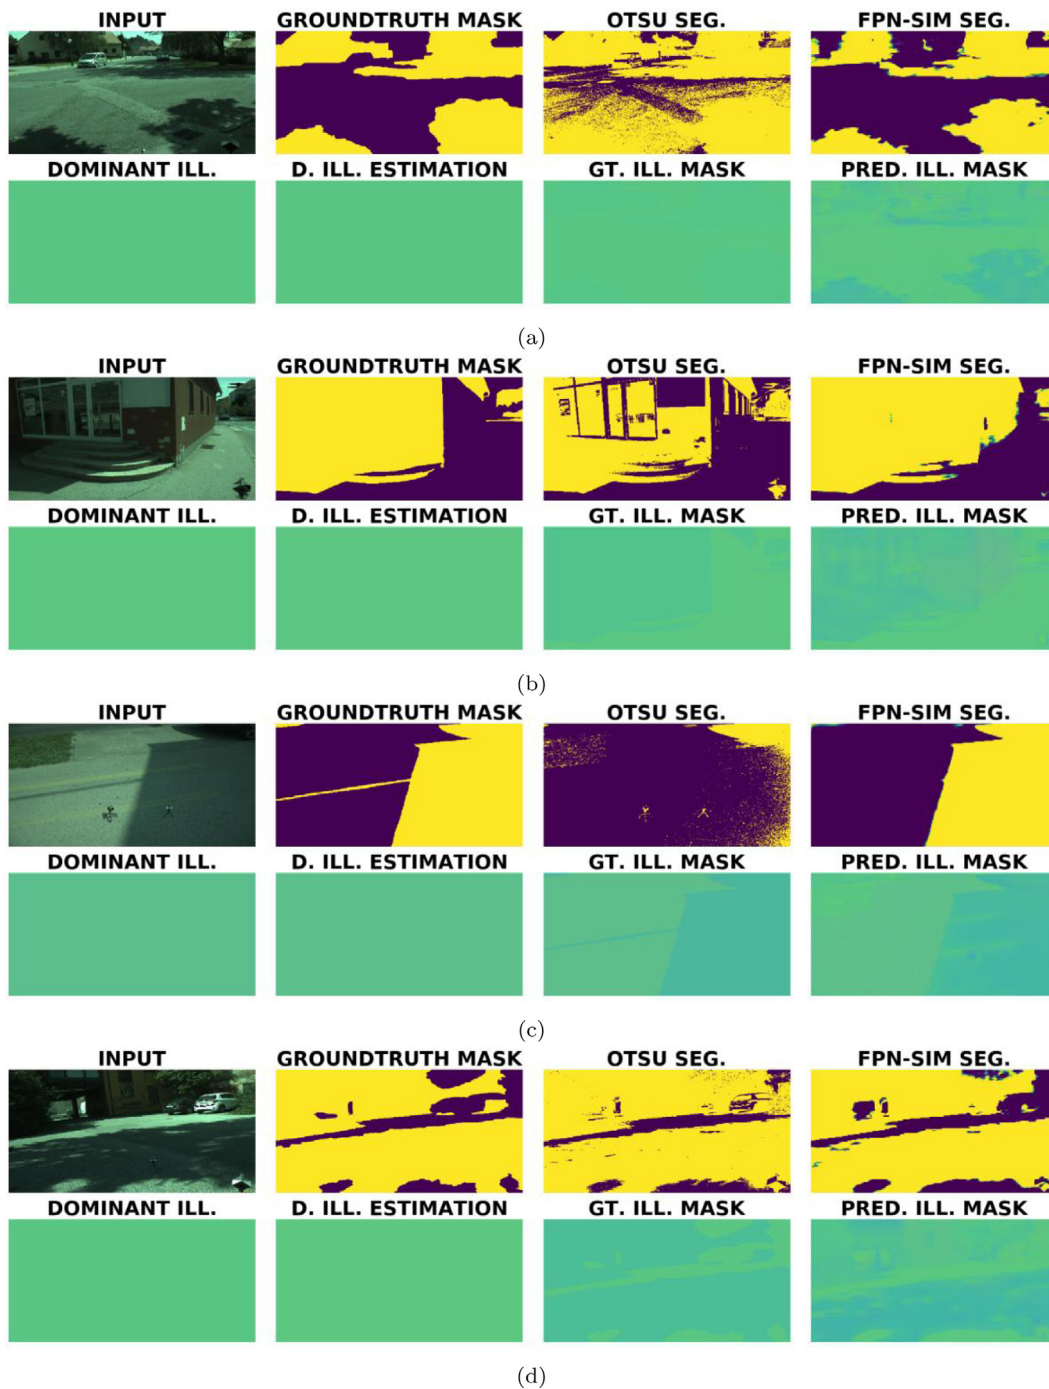 INPUT GROUNDTRUTH MASK OTSU SEG. FPN-SIM SEG.
DOMINANT ILL. D. ILL. ESTIMATION GT. ILL. MASK PRED. ILL. MASK
(a)
INPUT GROUNDTRUTH MASK OTSU SEG. FPN-SIM SEG.
DOMINANT ILL. D. ILL. ESTIMATION GT. ILL. MASK PRED. ILL. MASK
(b)
INPUT GROUNDTRUTH MASK OTSU SEG. FPN-SIM SEG.
DOMINANT ILL. D. ILL. ESTIMATION GT. ILL. MASK PRED. ILL. MASK
(c)
INPUT GROUNDTRUTH MASK OTSU SEG. FPN-SIM SEG.
DOMINANT ILL. D. ILL. ESTIMATION GT. ILL. MASK PRED. ILL. MASK
(d)